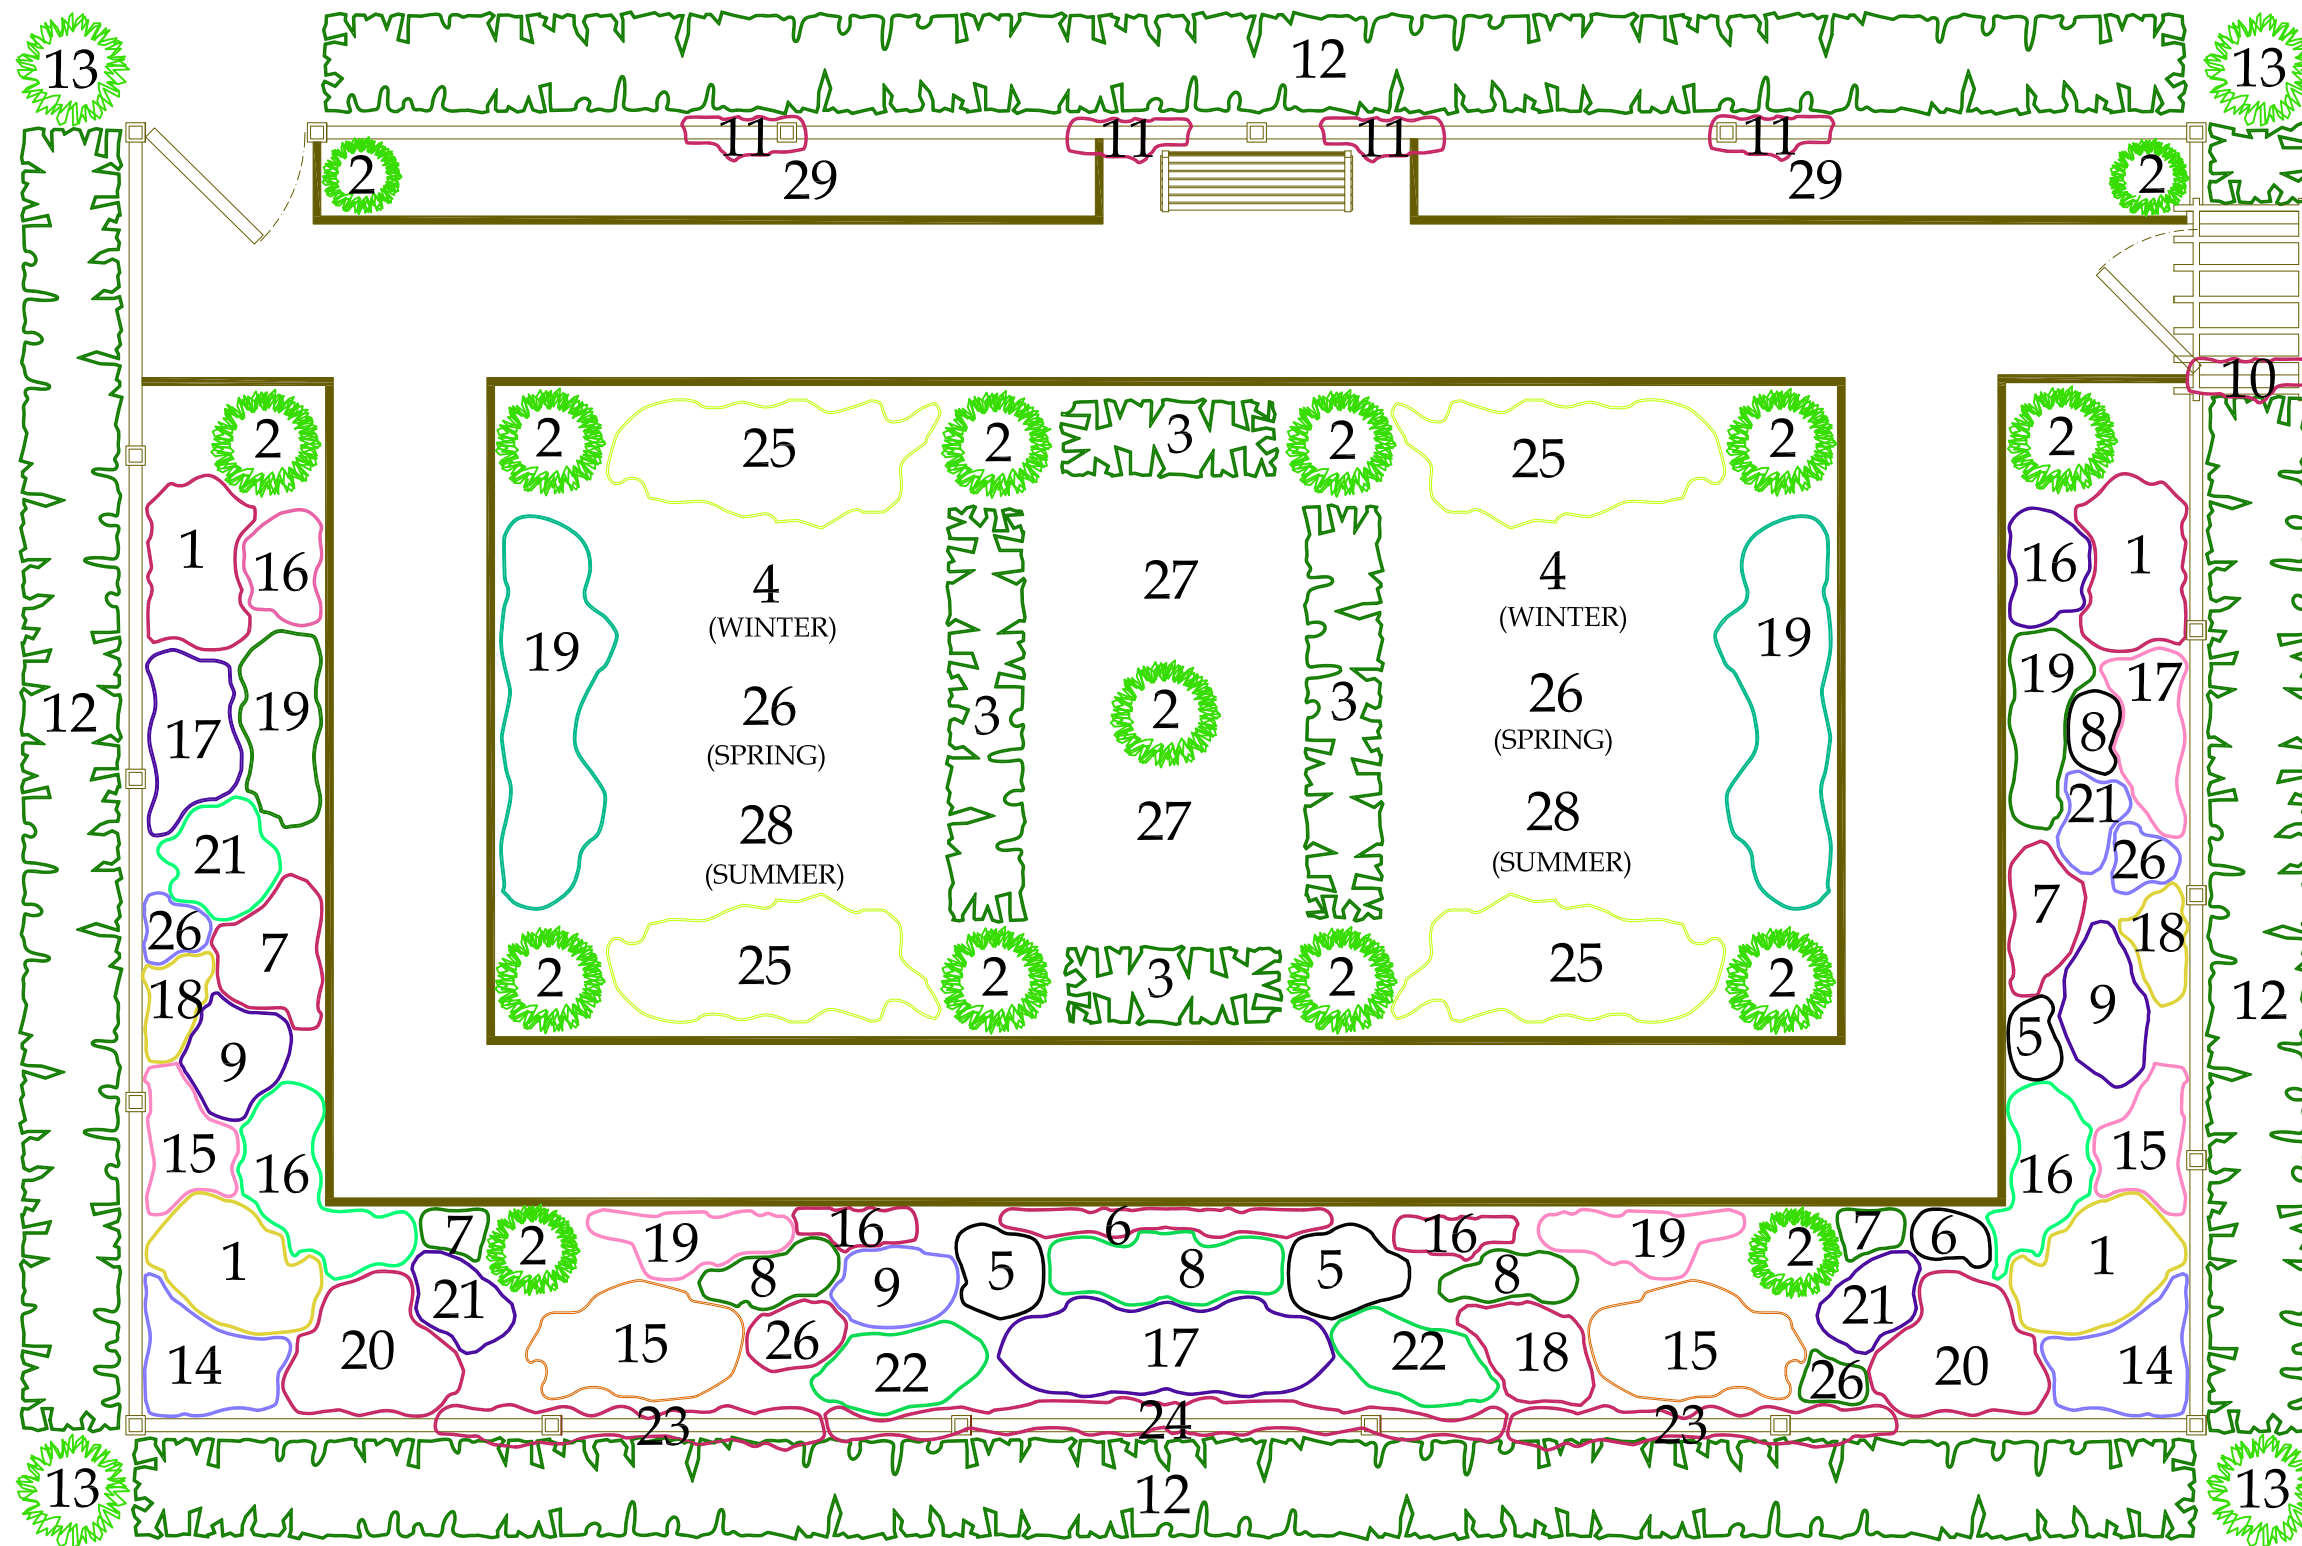 13 12 13
11 11 11 11
2 29 29 2
10
2 2 25 2 3 2 25 2 2
1 16 4 27 4 16 1
(WINTER) (WINTER)
19 19
12 17 19 26 3 2 3 26 19 8 17
(SPRING) (SPRING)
21 28 27 28 21
(SUMMER) (SUMMER)
26 7 7 26
18 2 25 2 3 2 25 2 9 18 12
9 5
15 16 16 15
1 7 2 19 16 6 16 19 2 7 6 1
21 8 9 5 8 5 8 21
14 20 15 26 22 17 22 18 15 26 20 14
23 24 23
13 12 13